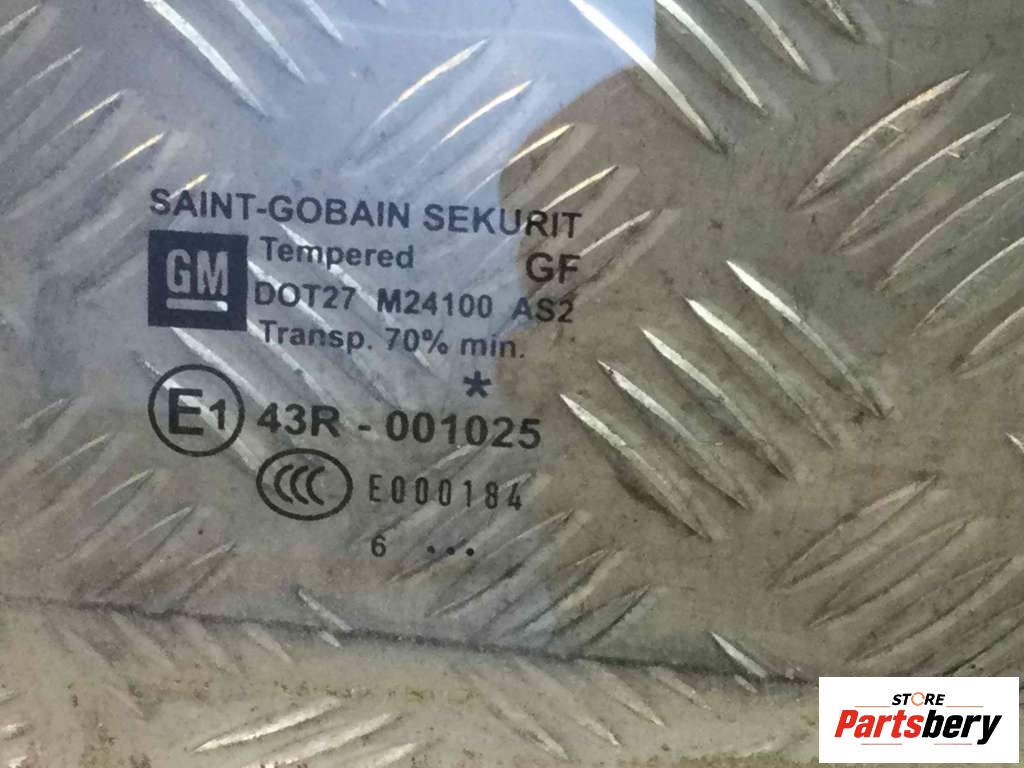 SAINT-GOBAIN SEKURIT
GM
Tempered GF
DOT27 M24100 AS2
Transp. 70% min.
*
E1 43R - 001025
CCC E000184
6 ...
STORE
Partsbery